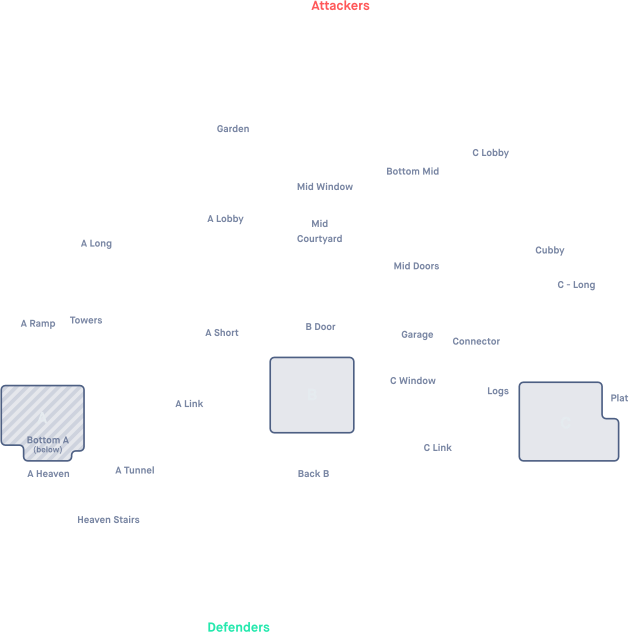 Attackers
Garden
C Lobby
Bottom Mid
Mid Window
A Lobby
Mid
Courtyard
A Long
Cubby
Mid Doors
C - Long
A Ramp
Towers
B Door
A Short
Garage
Connector
C Window
Logs
B
Plat
A Link
A
C
Bottom A
(below)
C Link
A Heaven
A Tunnel
Back B
Heaven Stairs
Defenders